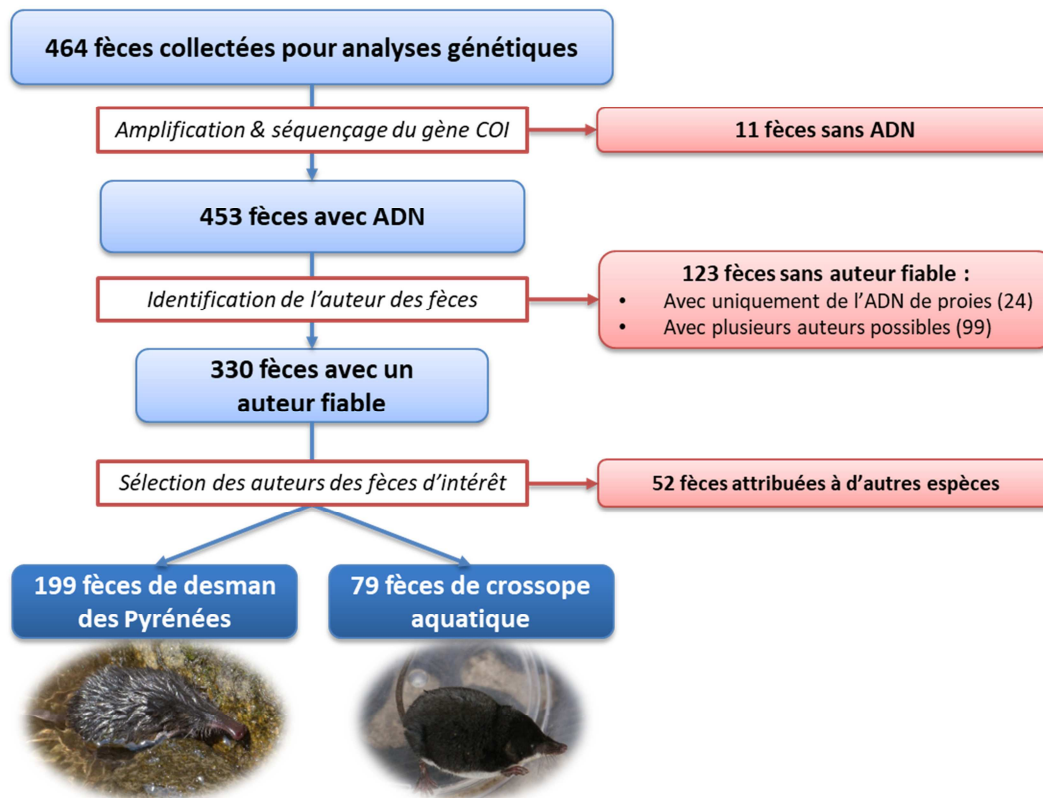 464 fèces collectées pour analyses génétiques
Amplification & séquençage du gène COI
11 fèces sans ADN
453 fèces avec ADN
Identification de l'auteur des fèces
123 fèces sans auteur fiable :
• Avec uniquement de l'ADN de proies (24)
• Avec plusieurs auteurs possibles (99)
330 fèces avec un
auteur fiable
Sélection des auteurs des fèces d'intérêt
52 fèces attribuées à d'autres espèces
199 fèces de desman
des Pyrénées
79 fèces de crossope
aquatique